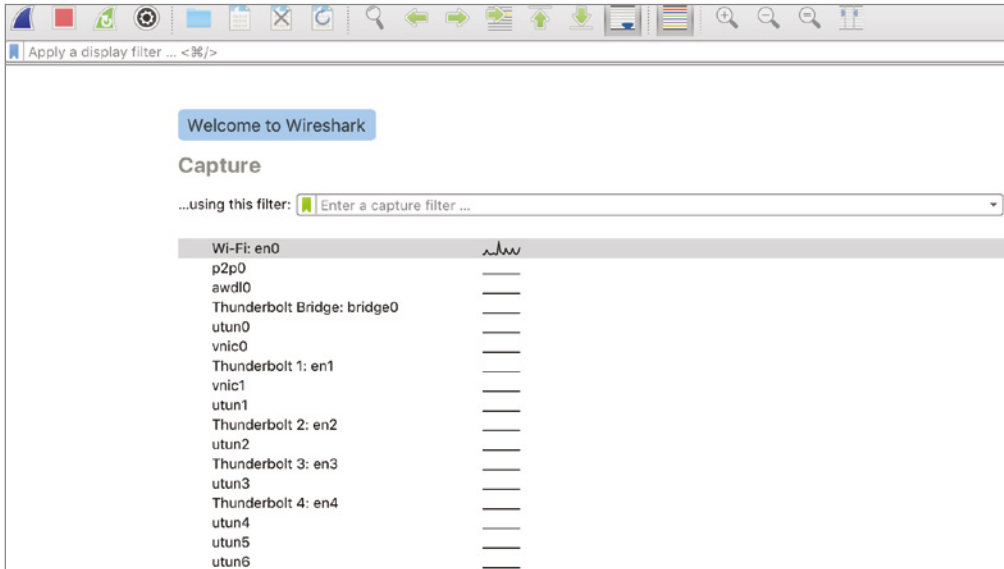 Apply a display filter ... <⌘/>
Welcome to Wireshark
Capture
...using this filter: Enter a capture filter ...
Wi-Fi: en0
p2p0
awdl0
Thunderbolt Bridge: bridge0
utun0
vnic0
Thunderbolt 1: en1
vnic1
utun1
Thunderbolt 2: en2
utun2
Thunderbolt 3: en3
utun3
Thunderbolt 4: en4
utun4
utun5
utun6